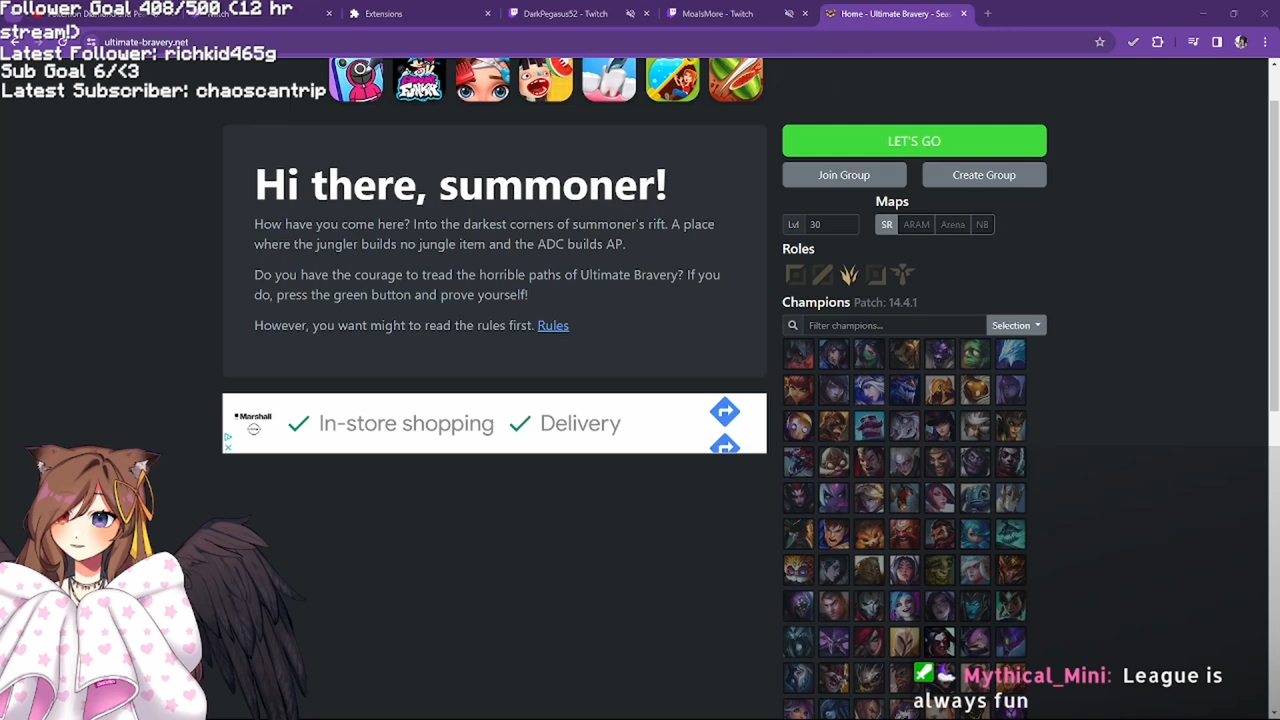 Follower Goal 408/500 (12 hr
stream!)
Latest Follower: richkid465g
Sub Goal 6/<3
Latest Subscriber: chaoscantrip
Extensions
DarkPegasus52 - Twitch
MoalsMore - Twitch
Home - Ultimate Bravery - Seas
ultimate-bravery.net
Hi there, summoner!
How have you come here? Into the darkest corners of summoner's rift. A place
where the jungler builds no jungle item and the ADC builds AP.
Do you have the courage to tread the horrible paths of Ultimate Bravery? If you
do, press the green button and prove yourself!
However, you want might to read the rules first. Rules
Marshall
In-store shopping
Delivery
LET'S GO
Join Group
Create Group
Maps
Lvl 30
SR ARAM Arena NB
Roles
Champions Patch: 14.4.1
Filter champions...
Selection
Mythical_Mini: League is
always fun